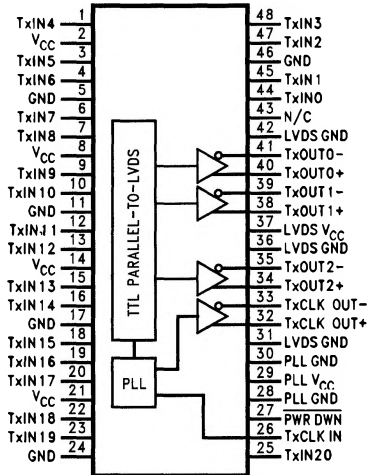 TxIN4 1 48 TxIN3
VCC 2 47 TxIN2
TxIN5 3 46 GND
TxIN6 4 45 TxIN1
GND 5 44 TxIN0
TxIN7 6 43 N/C
TxIN8 7 42 LVDS GND
VCC 8 41 TxOUT0-
TxIN9 9 40 TxOUT0+
TxIN10 10 39 TxOUT1-
GND 11 38 TxOUT1+
TxIN11 12 37 LVDS VCC
TxIN12 13 36 LVDS GND
VCC 14 35 TxOUT2-
TxIN13 15 34 TxOUT2+
TxIN14 16 33 TxCLK OUT-
GND 17 32 TxCLK OUT+
TxIN15 18 31 LVDS GND
TxIN16 19 30 PLL GND
TxIN17 20 29 PLL VCC
VCC 21 28 PLL GND
TxIN18 22 27 PWR DWN
TxIN19 23 26 TxCLK IN
GND 24 25 TxIN20
TTL PARALLEL-TO-LVDS
PLL